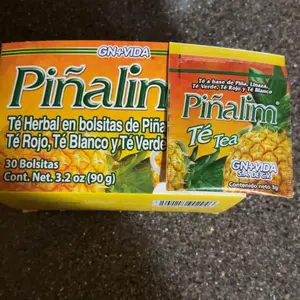 GN+VIDA
Piñalim
Té Herbal en bolsitas de Piña
Té Rojo, Té Blanco y Té Verde
30 Bolsitas
Cont. Net. 3.2 oz (90 g)
Té a base de Piña, Linaza,
Té Verde, Té Rojo y Té Blanco
Piñalim
Té Tea
GN+VIDA
S.A. DE C.V.
Contenido neto 3g